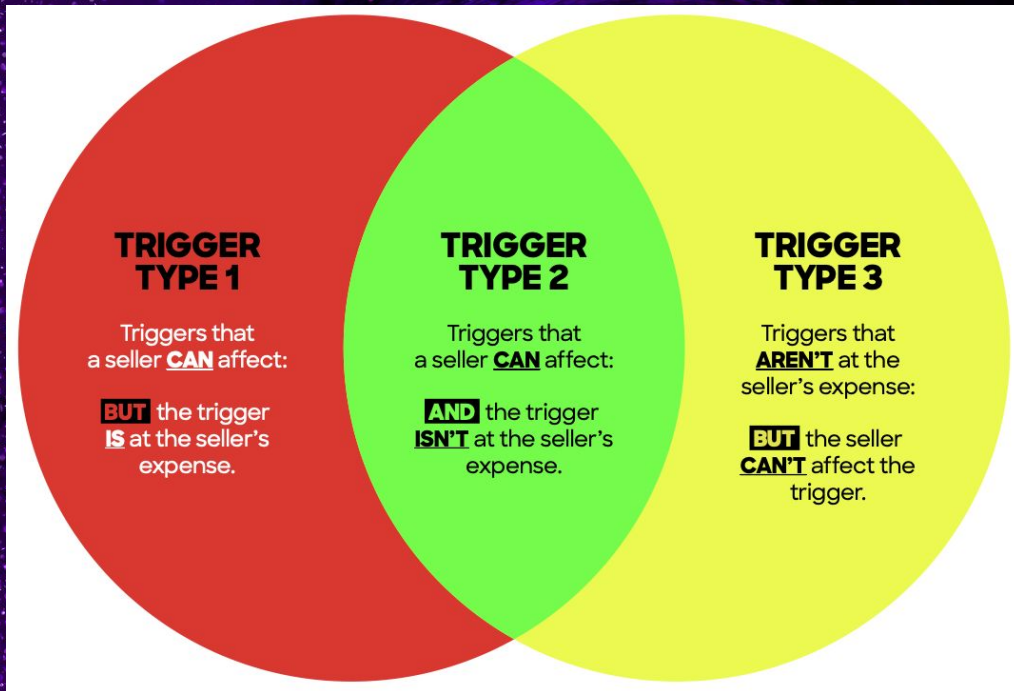 TRIGGER
TYPE 1
Triggers that
a seller CAN affect:
BUT the trigger
IS at the seller's
expense.
TRIGGER
TYPE 2
Triggers that
a seller CAN affect:
AND the trigger
ISN'T at the seller's
expense.
TRIGGER
TYPE 3
Triggers that
AREN'T at the
seller's expense:
BUT the seller
CAN'T affect the
trigger.